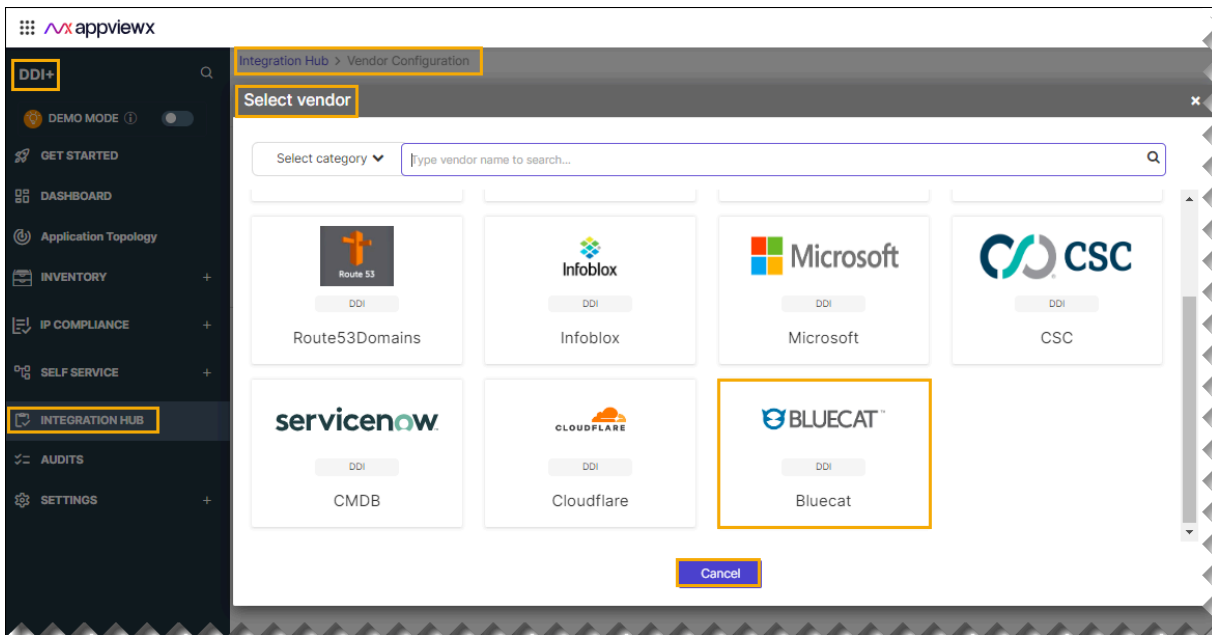 appviewx
DDI+
DEMO MODE
GET STARTED
DASHBOARD
Application Topology
INVENTORY +
IP COMPLIANCE +
SELF SERVICE +
INTEGRATION HUB
AUDITS
SETTINGS +
Integration Hub > Vendor Configuration
Select vendor ×
Select category
Type vendor name to search...
Route 53
DDI
Route53Domains
Infoblox
DDI
Infoblox
Microsoft
DDI
Microsoft
CSC
DDI
CSC
servicenow
DDI
CMDB
CLOUDFLARE
DDI
Cloudflare
BLUECAT™
DDI
Bluecat
Cancel